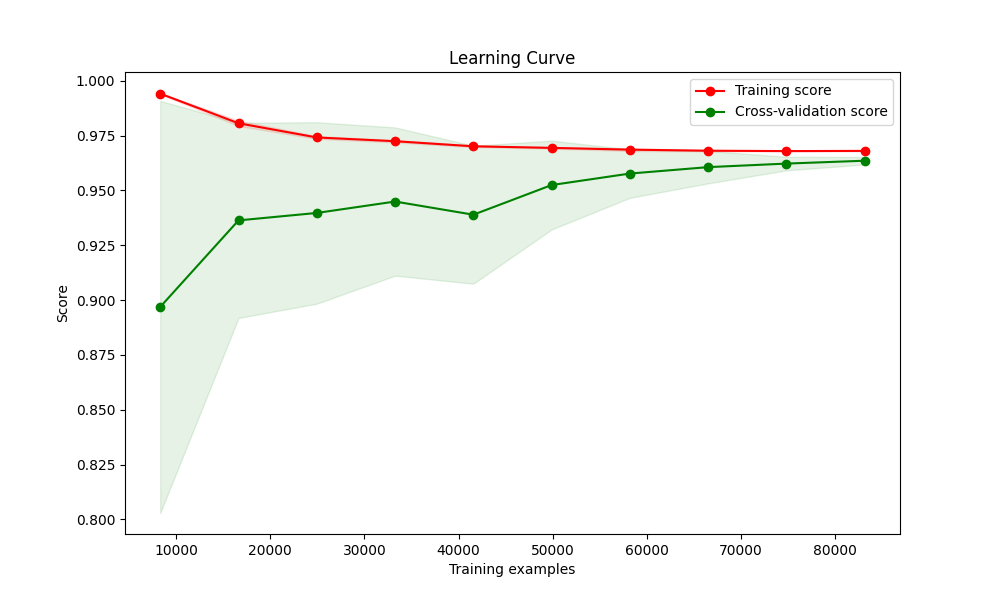 Learning Curve
Training score
Cross-validation score
1.000
0.975
0.950
0.925
0.900
0.875
0.850
0.825
0.800
Score
10000 20000 30000 40000 50000 60000 70000 80000
Training examples